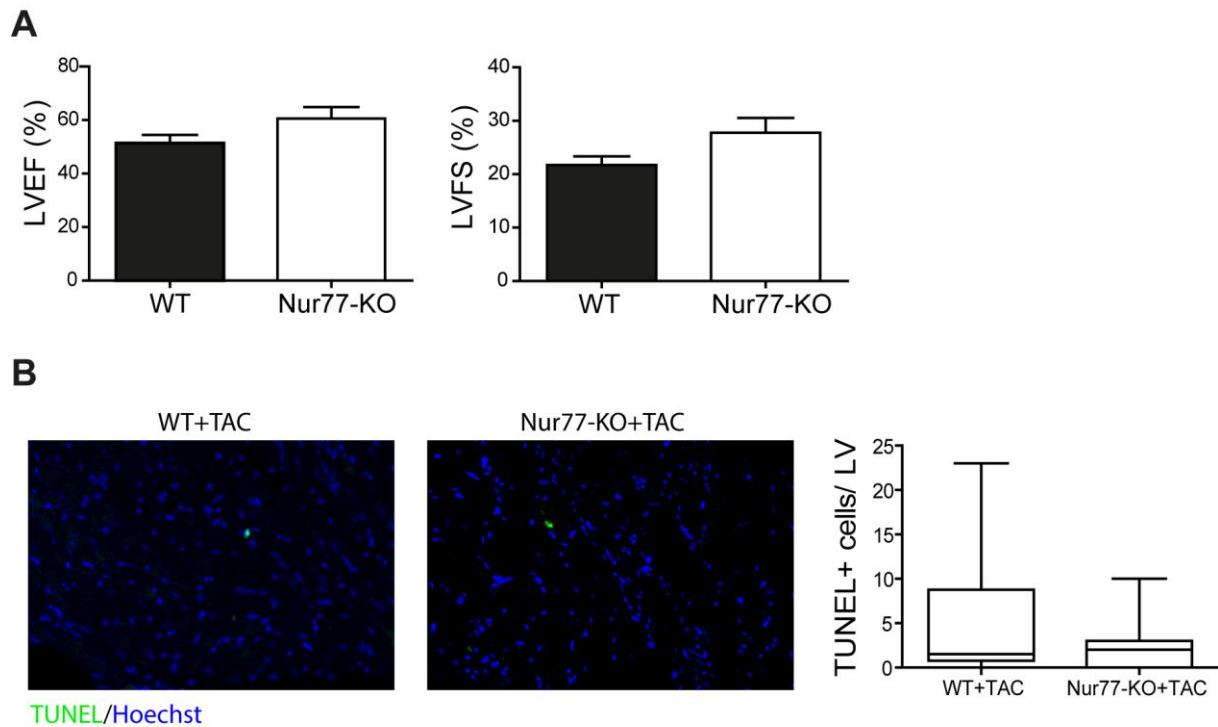 A
LVEF (%)
80
60
40
20
0
WT
Nur77-KO
LVFS (%)
40
30
20
10
0
WT
Nur77-KO
B
WT+TAC
Nur77-KO+TAC
TUNEL/Hoechst
TUNEL+ cells/ LV
25
20
15
10
5
0
WT+TAC
Nur77-KO+TAC